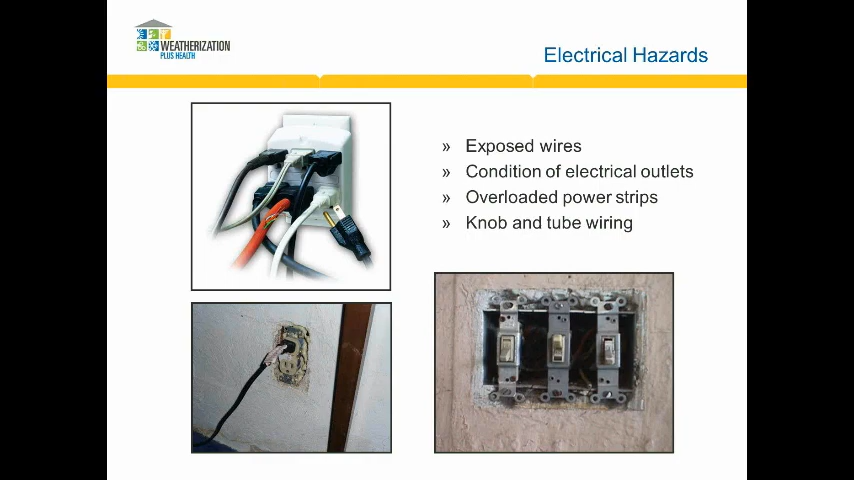 WEATHERIZATION
PLUS HEALTH
Electrical Hazards
» Exposed wires
» Condition of electrical outlets
» Overloaded power strips
» Knob and tube wiring